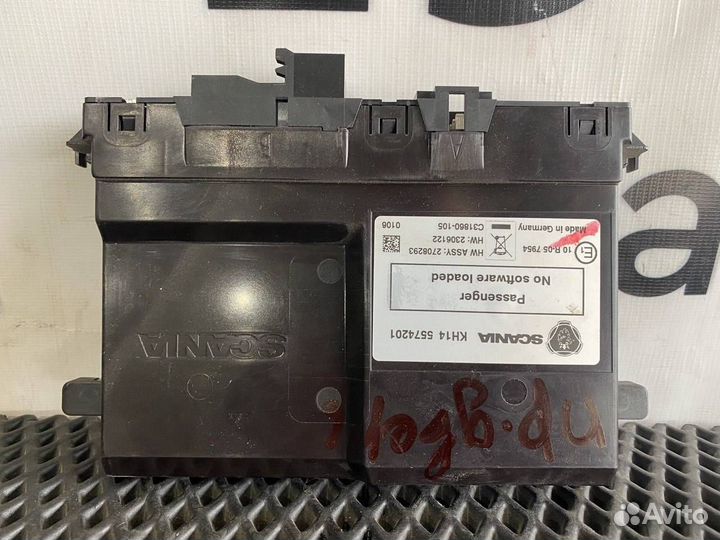 SCANIA
KH14 5574201
Passenger
No software loaded
HW ASSY: 2708293
HW: 2306122
C31860-105
0106
E1
10 R-05 7954
Made in Germany
SCANIA
пр. двер
Avito